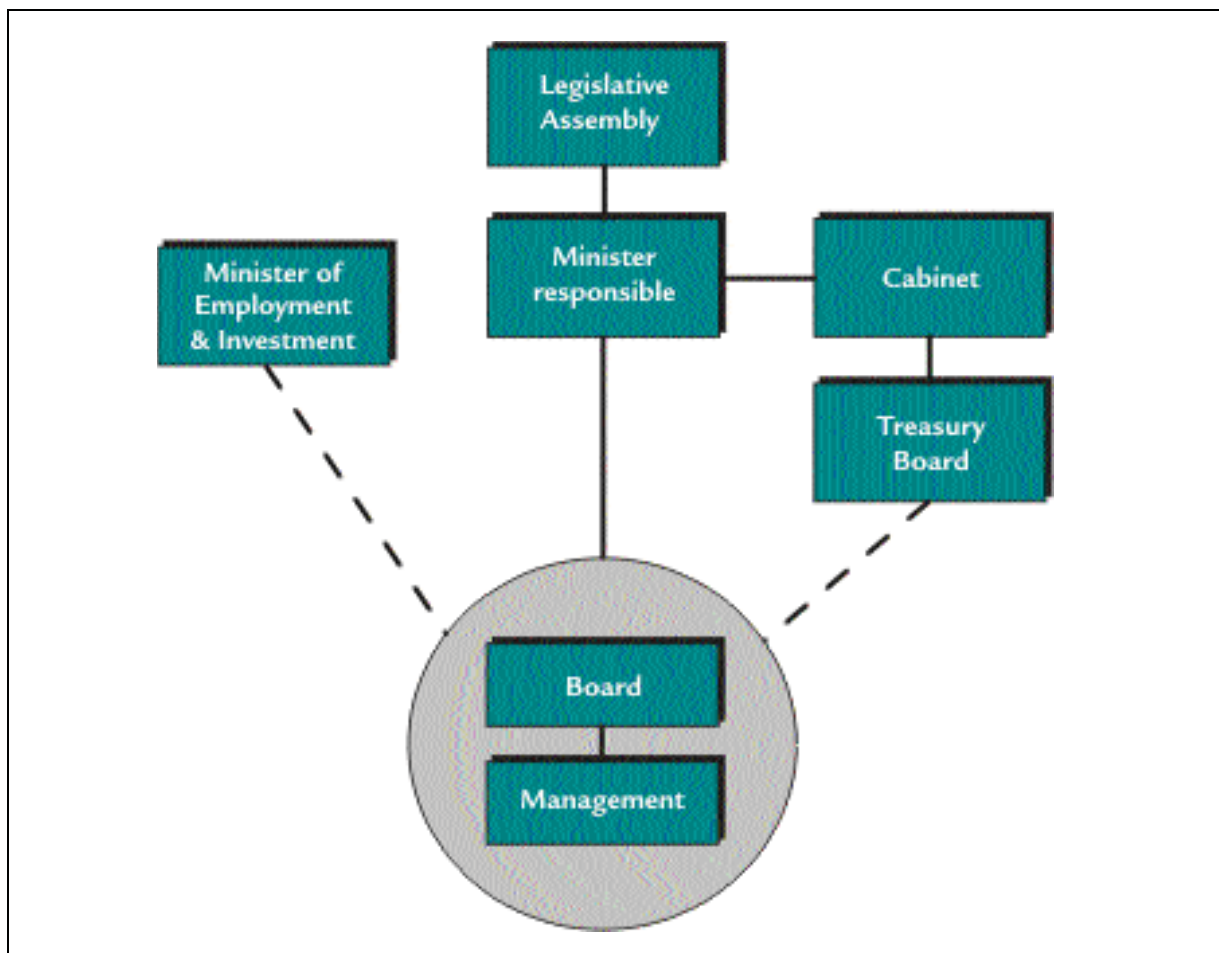 Legislative
Assembly
Minister
responsible
Cabinet
Minister of
Employment
& Investment
Treasury
Board
Board
Management